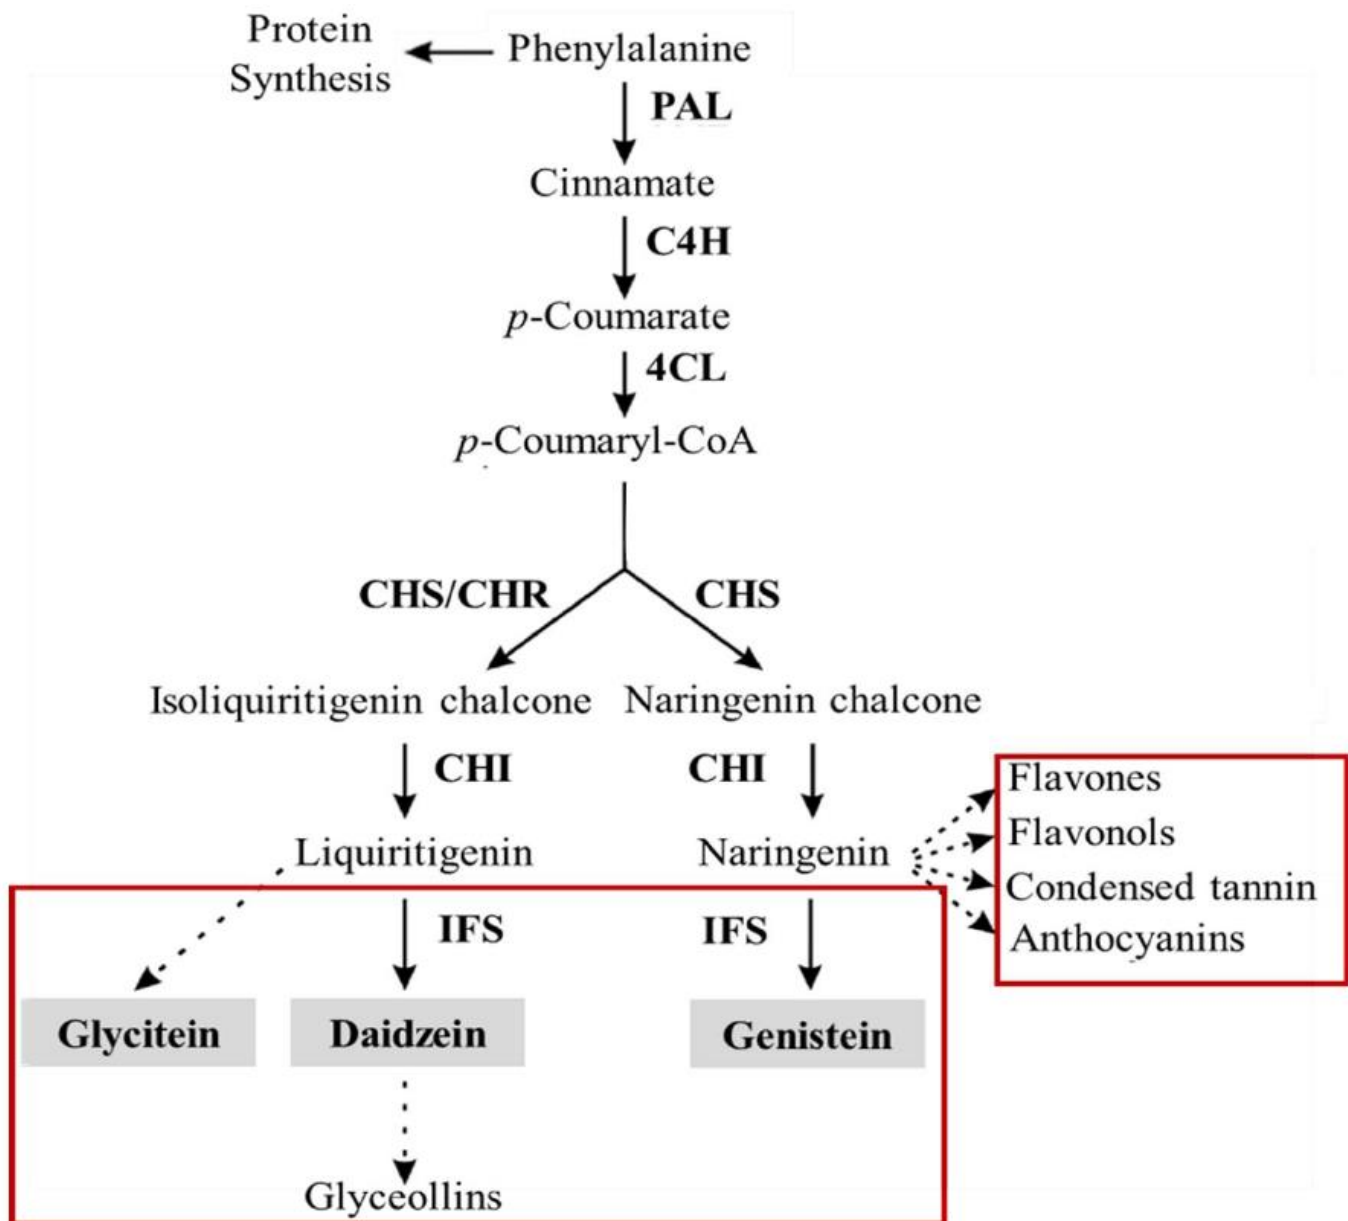 Protein
Synthesis
Phenylalanine
PAL
Cinnamate
C4H
p-Coumarate
4CL
p-Coumaryl-CoA
CHS/CHR
CHS
Isoliquiritigenin chalcone
Naringenin chalcone
CHI
CHI
Flavones
Flavonols
Condensed tannin
Anthocyanins
Liquiritigenin
Naringenin
IFS
IFS
Glycitein
Daidzein
Genistein
Glyceollins